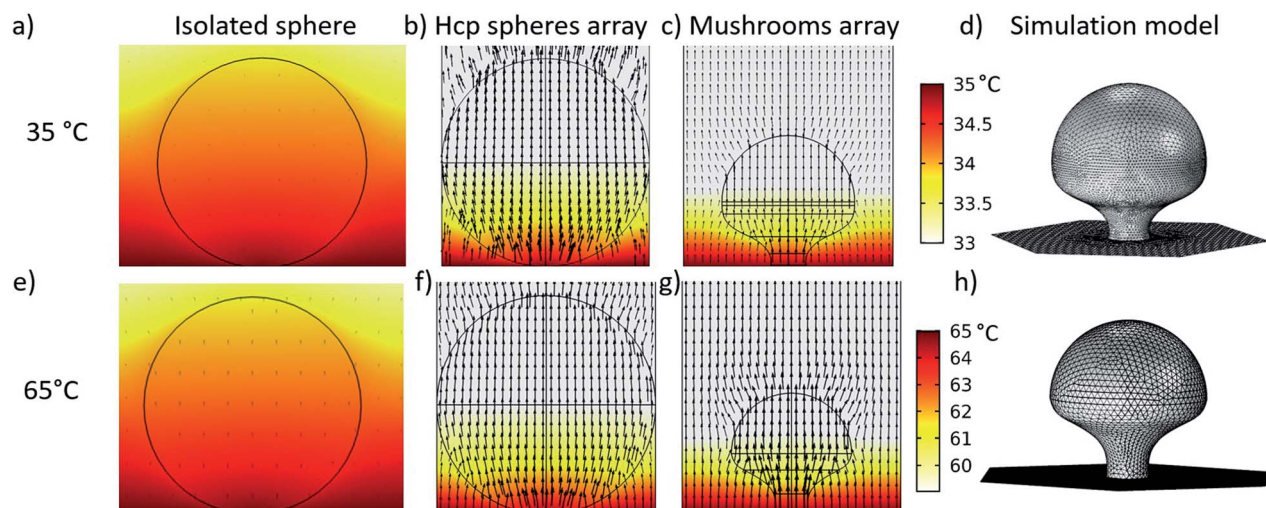 a) Isolated sphere b) Hcp spheres array c) Mushrooms array d) Simulation model
35 °C
35 °C
34.5
34
33.5
33
e) f) g) h)
65°C
65 °C
64
63
62
61
60